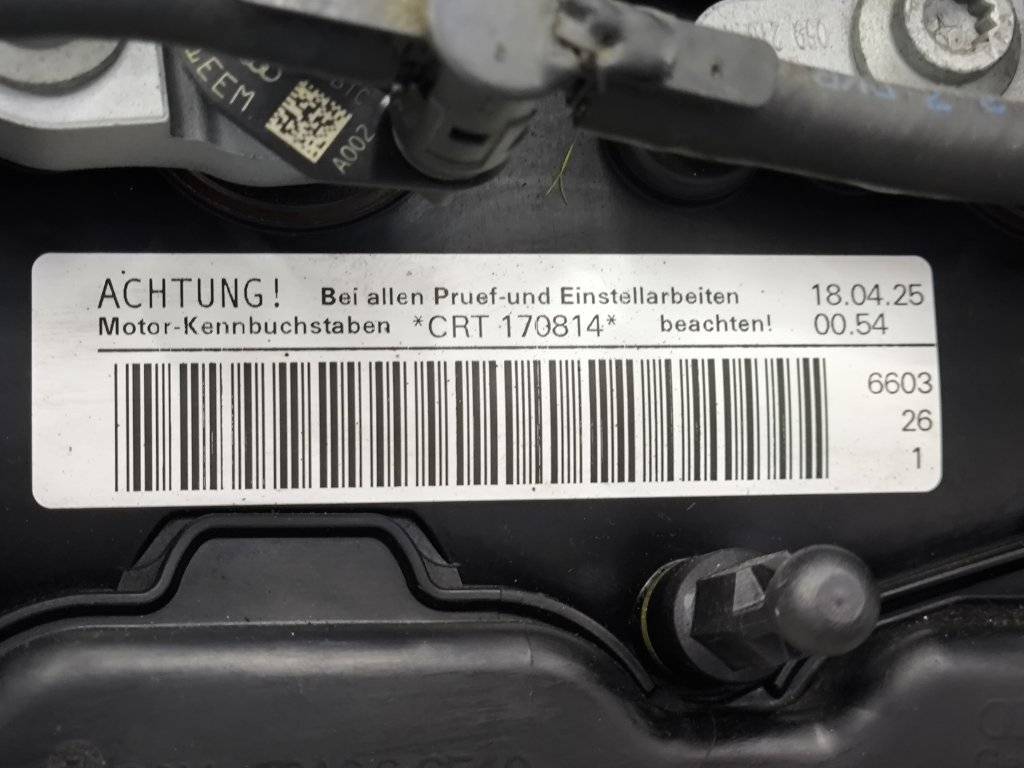 EEM
A002
059
ACHTUNG! Bei allen Pruef-und Einstellarbeiten 18.04.25
Motor-Kennbuchstaben *CRT 170814* beachten! 00.54
6603
26
1